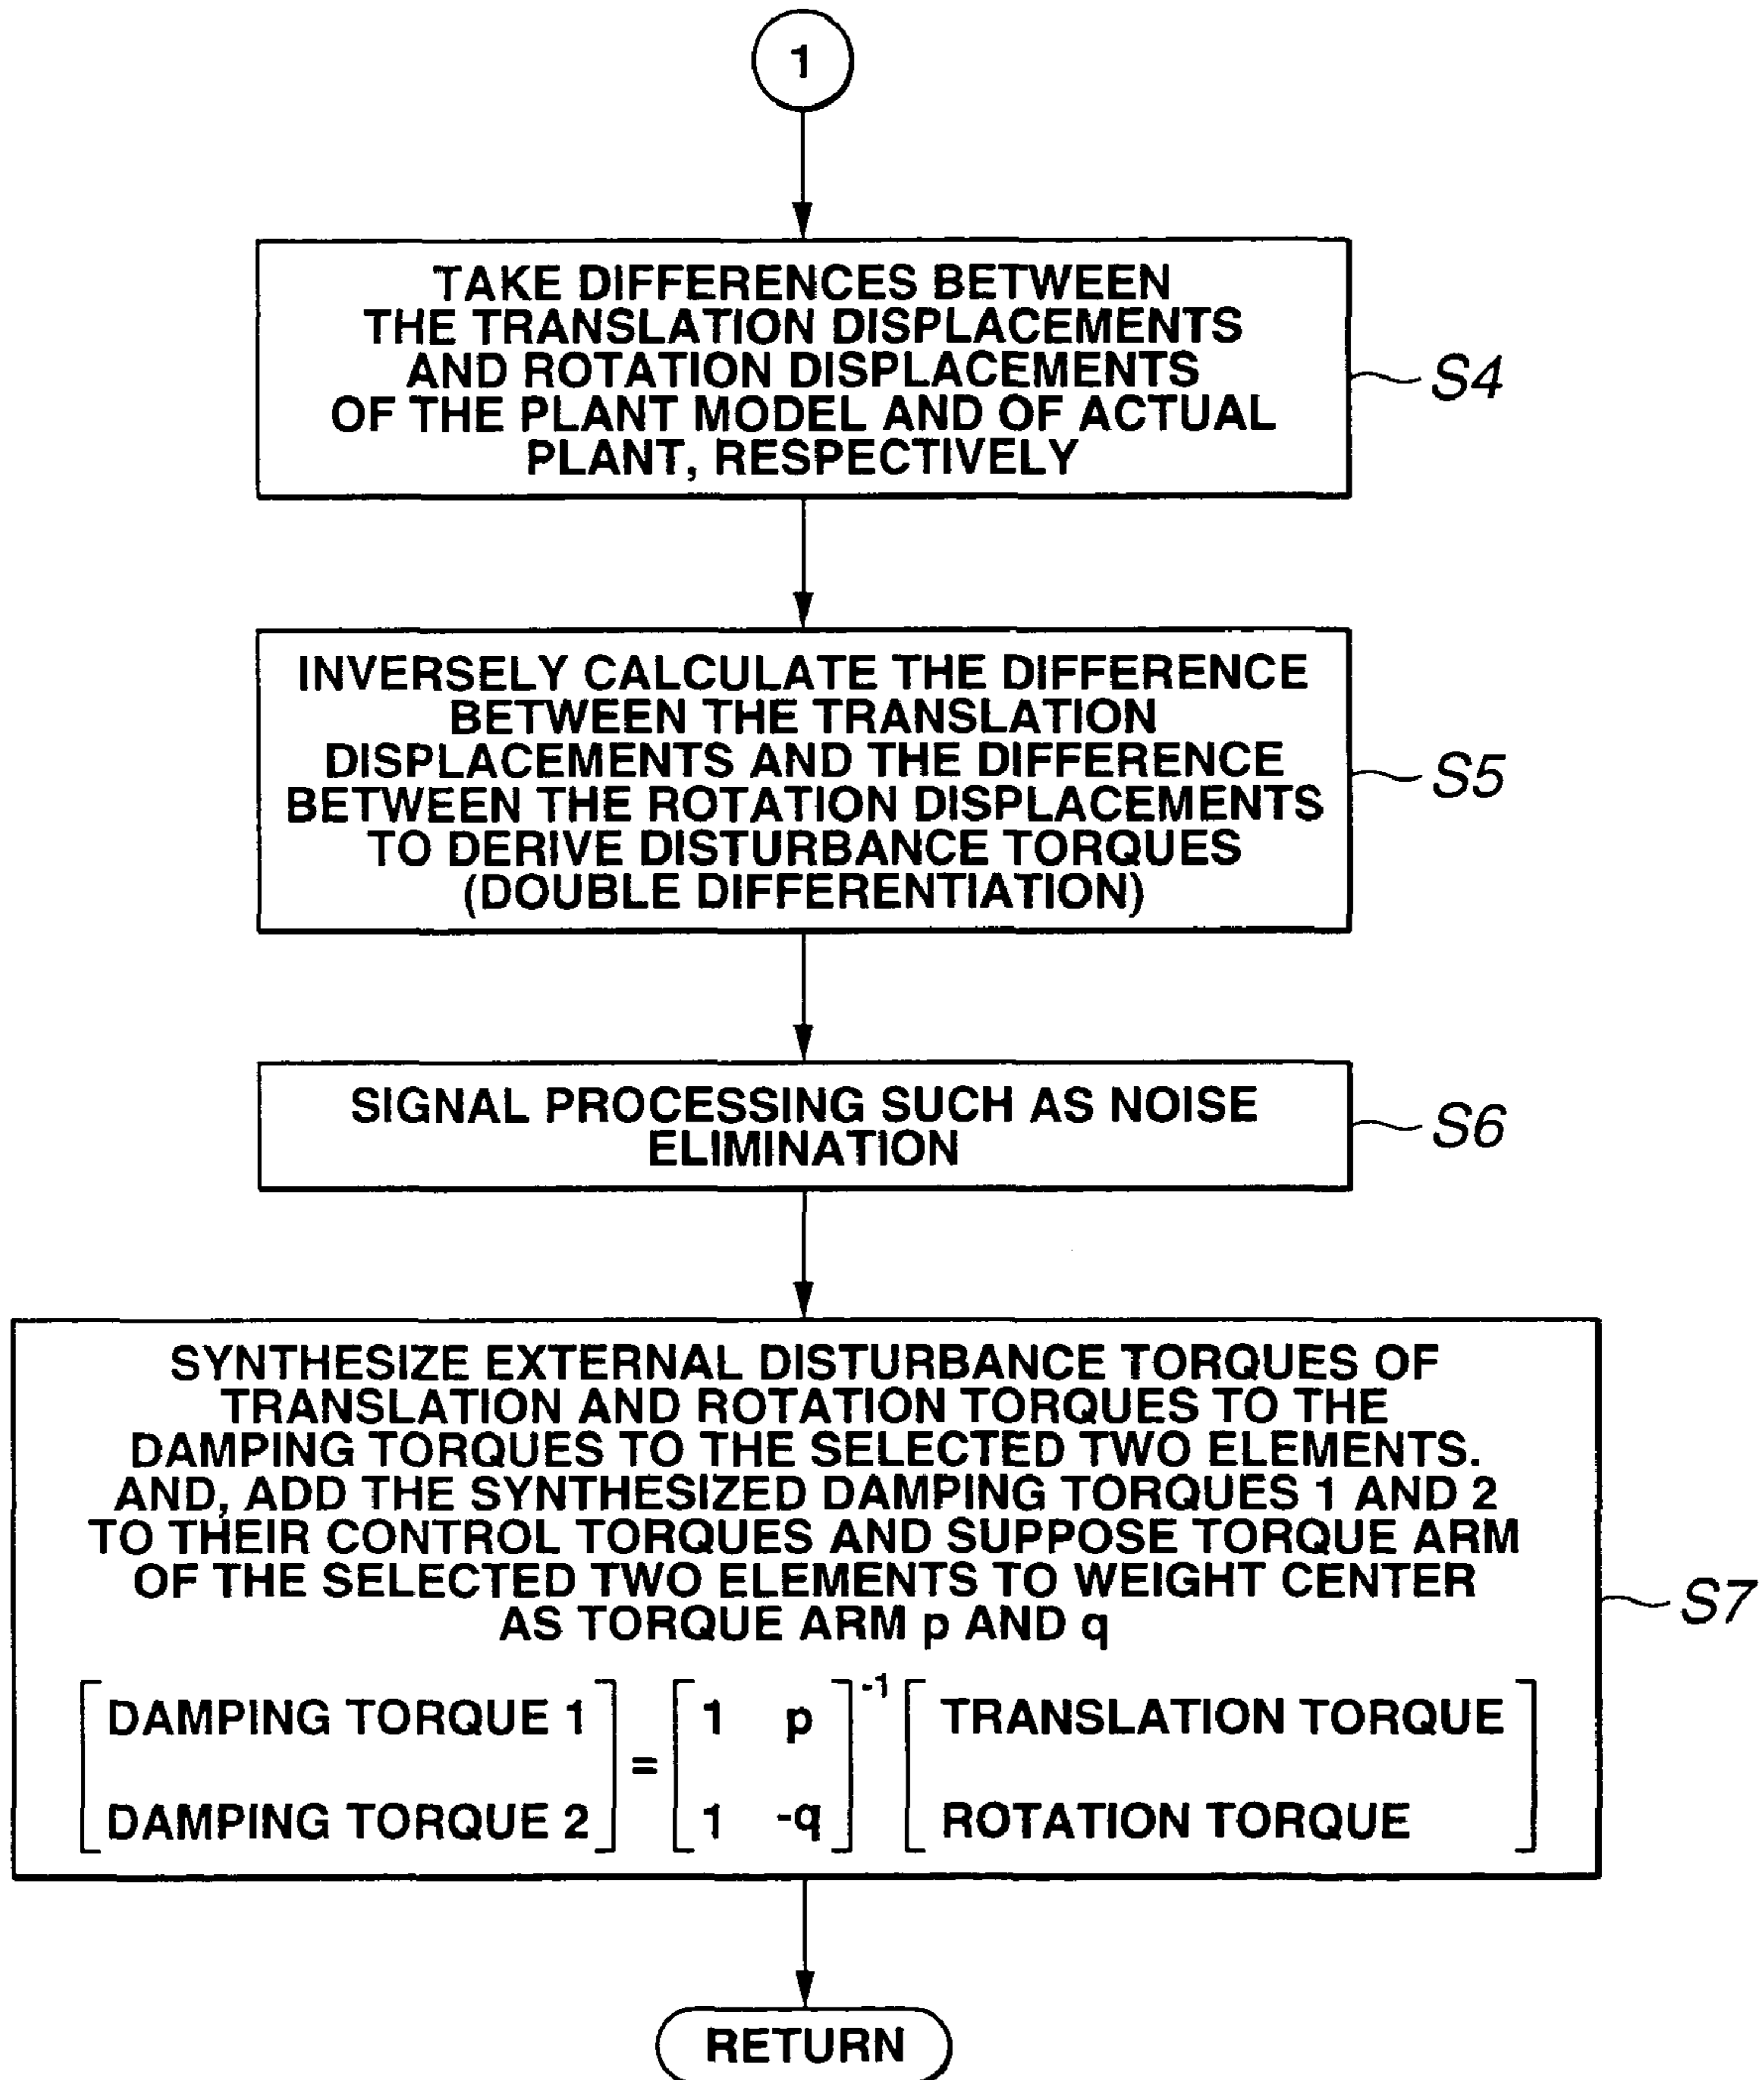 1
TAKE DIFFERENCES BETWEEN
THE TRANSLATION DISPLACEMENTS
AND ROTATION DISPLACEMENTS
OF THE PLANT MODEL AND OF ACTUAL
PLANT, RESPECTIVELY
S4
INVERSELY CALCULATE THE DIFFERENCE
BETWEEN THE TRANSLATION
DISPLACEMENTS AND THE DIFFERENCE
BETWEEN THE ROTATION DISPLACEMENTS
TO DERIVE DISTURBANCE TORQUES
(DOUBLE DIFFERENTIATION)
S5
SIGNAL PROCESSING SUCH AS NOISE
ELIMINATION
S6
SYNTHESIZE EXTERNAL DISTURBANCE TORQUES OF
TRANSLATION AND ROTATION TORQUES TO THE
DAMPING TORQUES TO THE SELECTED TWO ELEMENTS.
AND, ADD THE SYNTHESIZED DAMPING TORQUES 1 AND 2
TO THEIR CONTROL TORQUES AND SUPPOSE TORQUE ARM
OF THE SELECTED TWO ELEMENTS TO WEIGHT CENTER
AS TORQUE ARM p AND q
S7
DAMPING TORQUE 1
DAMPING TORQUE 2
=
1 p
1 -q
-1
TRANSLATION TORQUE
ROTATION TORQUE
RETURN